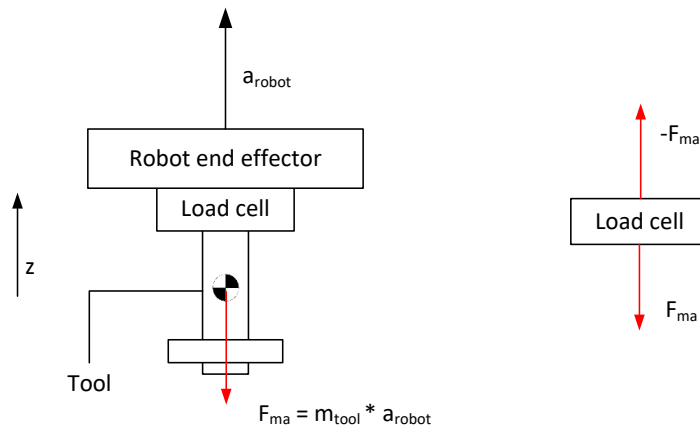 a_robot
Robot end effector
Load cell
z
Tool
F_ma = m_tool * a_robot
-F_ma
Load cell
F_ma